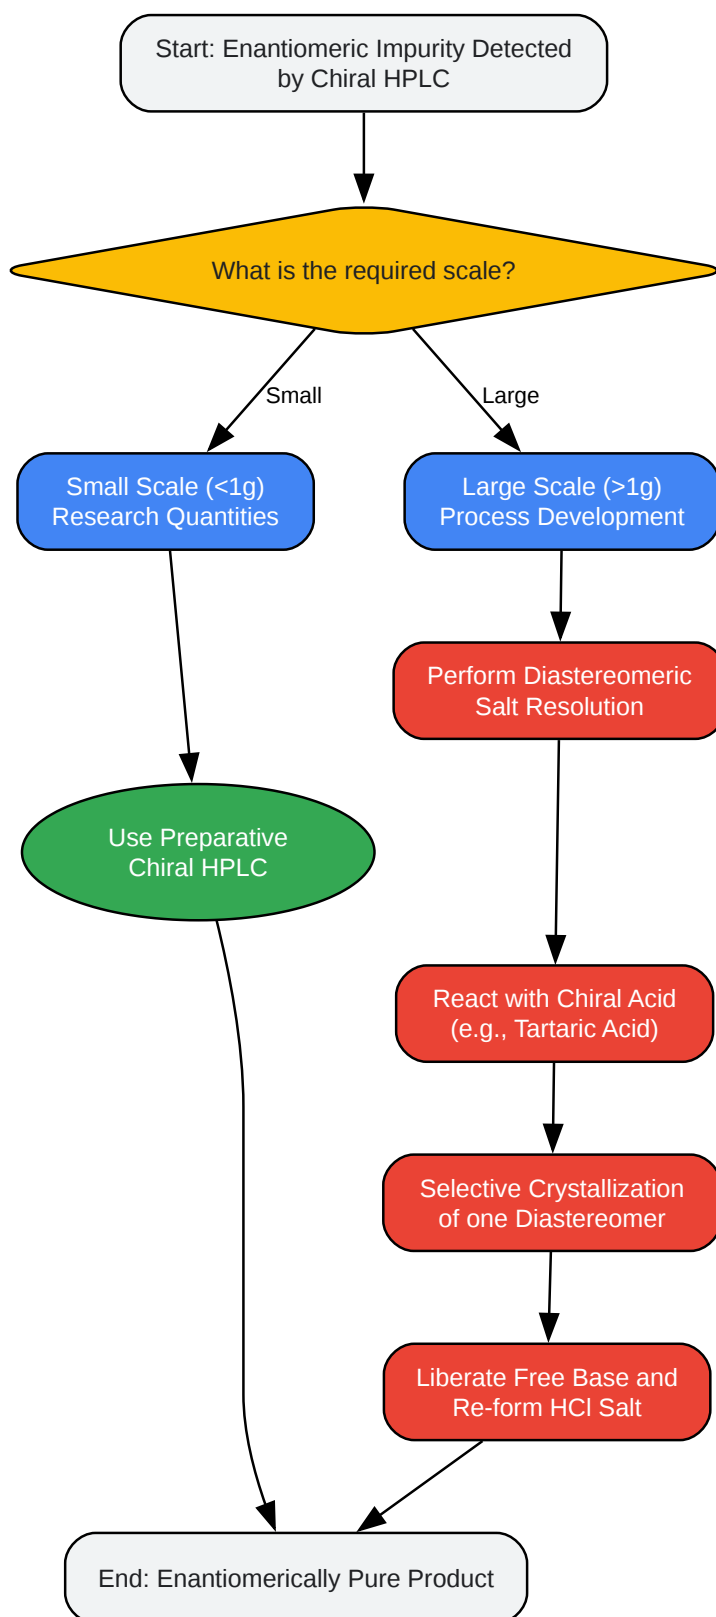 Start: Enantiomeric Impurity Detected
by Chiral HPLC
What is the required scale?
Small
Large
Small Scale (<1g)
Research Quantities
Large Scale (>1g)
Process Development
Perform Diastereomeric
Salt Resolution
Use Preparative
Chiral HPLC
React with Chiral Acid
(e.g., Tartaric Acid)
Selective Crystallization
of one Diastereomer
Liberate Free Base and
Re-form HCl Salt
End: Enantiomerically Pure Product